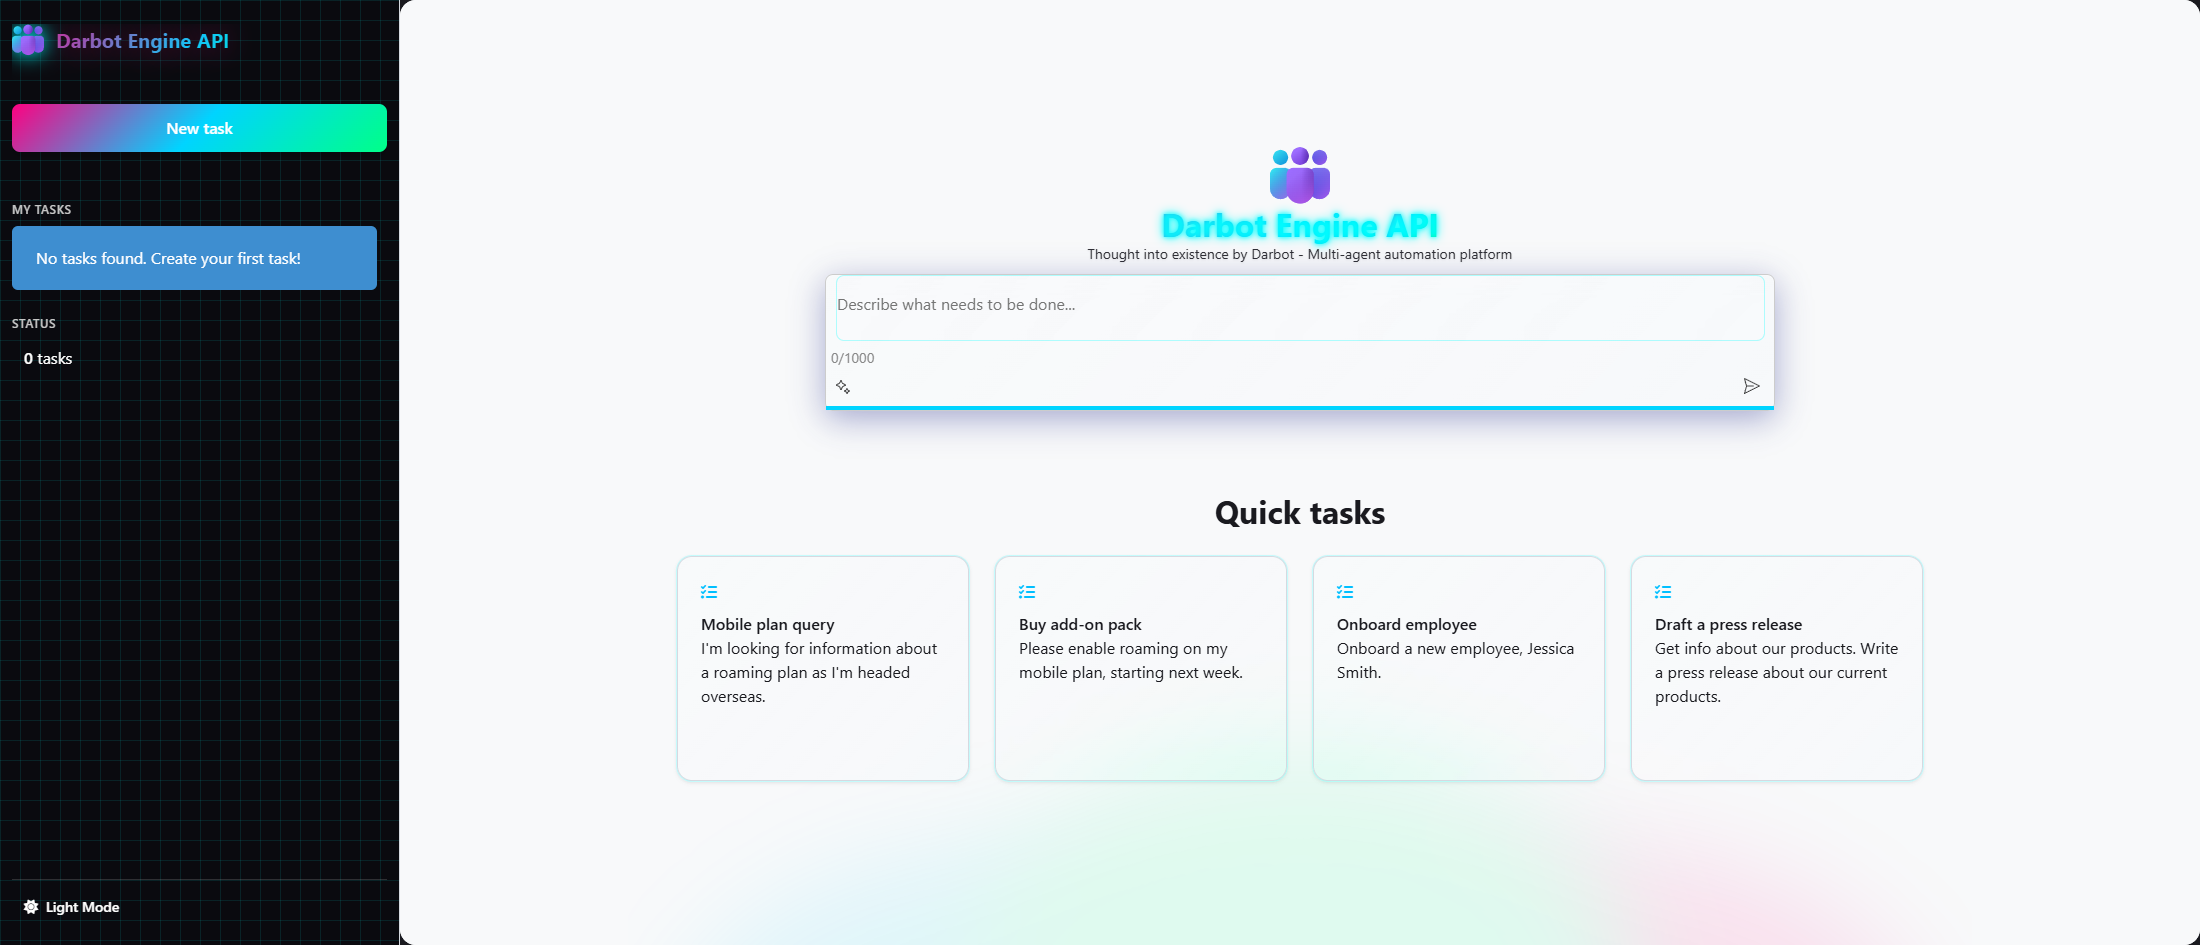 Darbot Engine API
New task
MY TASKS
No tasks found. Create your first task!
STATUS
0 tasks
Light Mode
Darbot Engine API
Thought into existence by Darbot - Multi-agent automation platform
Describe what needs to be done...
0/1000
Quick tasks
Mobile plan query
I'm looking for information about
a roaming plan as I'm headed
overseas.
Buy add-on pack
Please enable roaming on my
mobile plan, starting next week.
Onboard employee
Onboard a new employee, Jessica
Smith.
Draft a press release
Get info about our products. Write
a press release about our current
products.